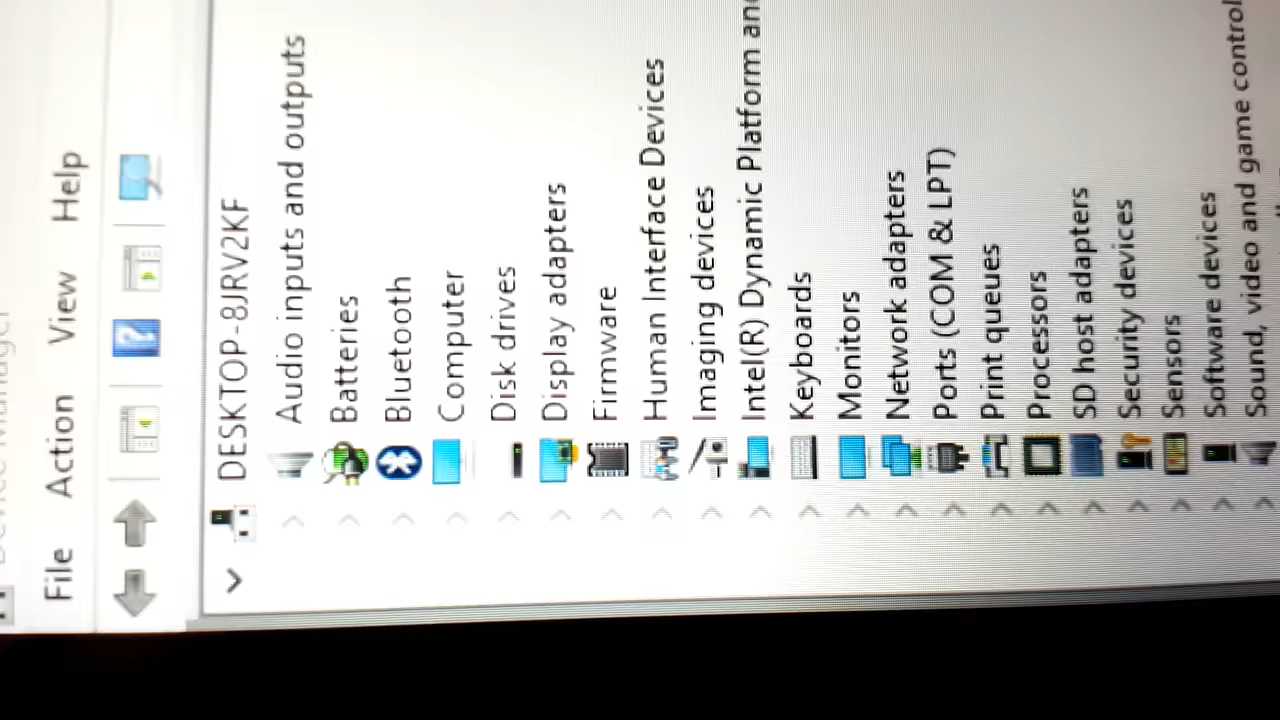 Device Manager
File Action View Help
DESKTOP-8JRV2KF
Audio inputs and outputs
Batteries
Bluetooth
Computer
Disk drives
Display adapters
Firmware
Human Interface Devices
Imaging devices
Intel(R) Dynamic Platform and
Keyboards
Monitors
Network adapters
Ports (COM & LPT)
Print queues
Processors
SD host adapters
Security devices
Sensors
Software devices
Sound, video and game control